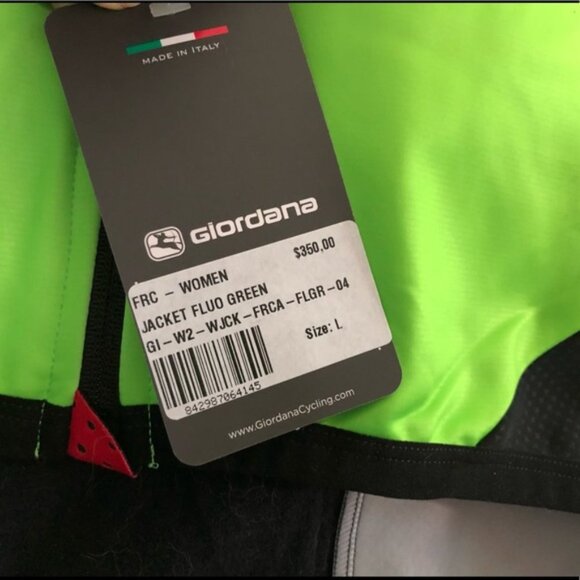 MADE IN ITALY
GIORDANA
$350,00
FRC - WOMEN
JACKET FLUO GREEN
GI-W2-WJCK-FRCA-FLGR-04
Size: L
842987064145
www.GiordanaCycling.com